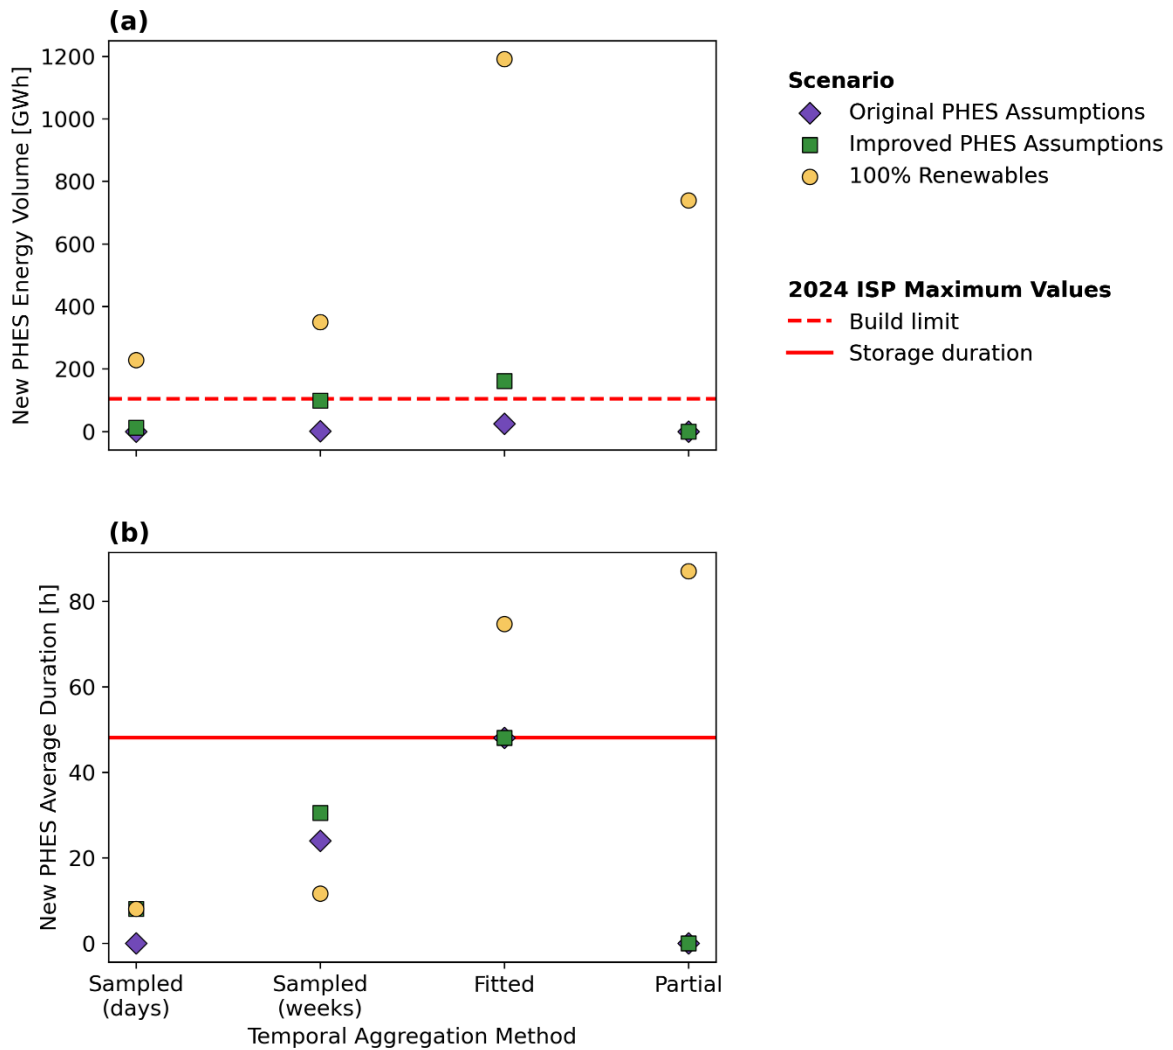 (a)
New PHES Energy Volume [GWh]
1200
1000
800
600
400
200
0
Scenario
Original PHES Assumptions
Improved PHES Assumptions
100% Renewables
2024 ISP Maximum Values
Build limit
Storage duration
(b)
New PHES Average Duration [h]
80
60
40
20
0
Sampled
(days)
Sampled
(weeks)
Fitted
Partial
Temporal Aggregation Method